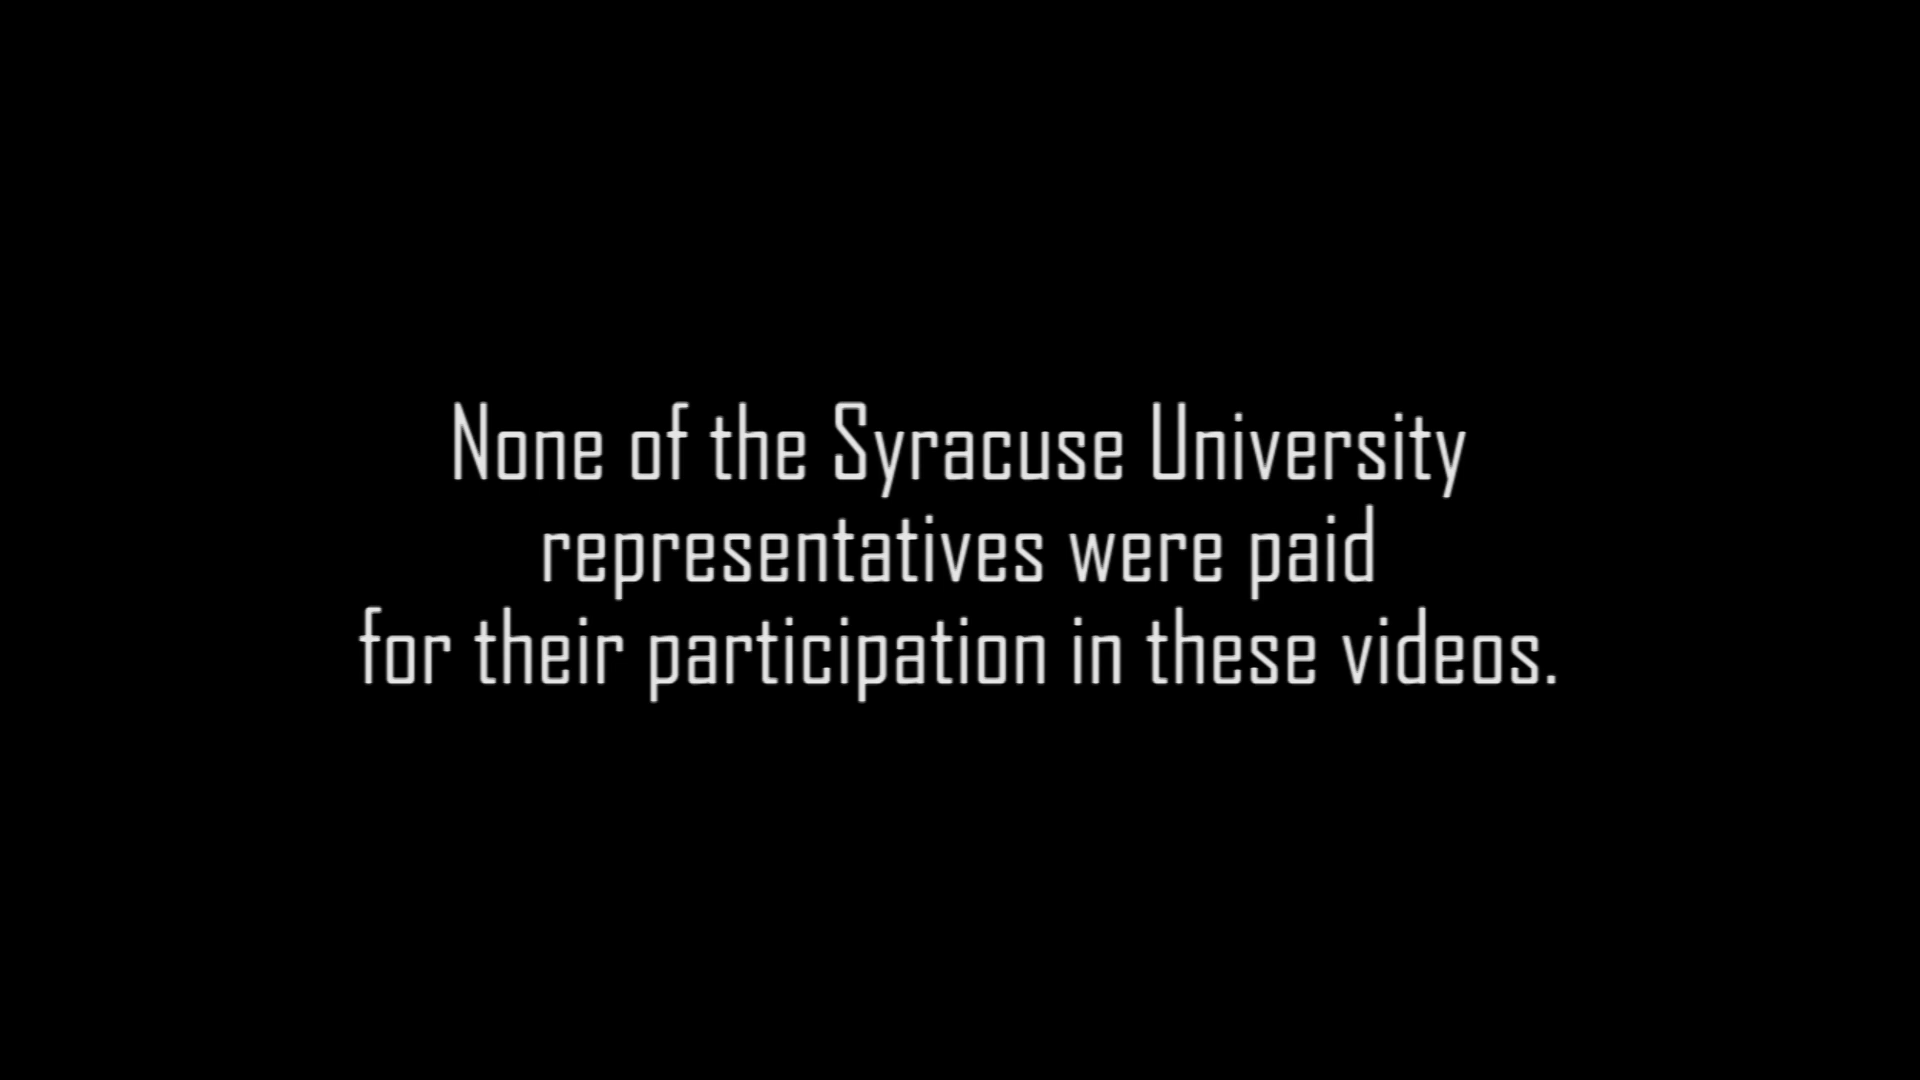 None of the Syracuse University
representatives were paid
for their participation in these videos.